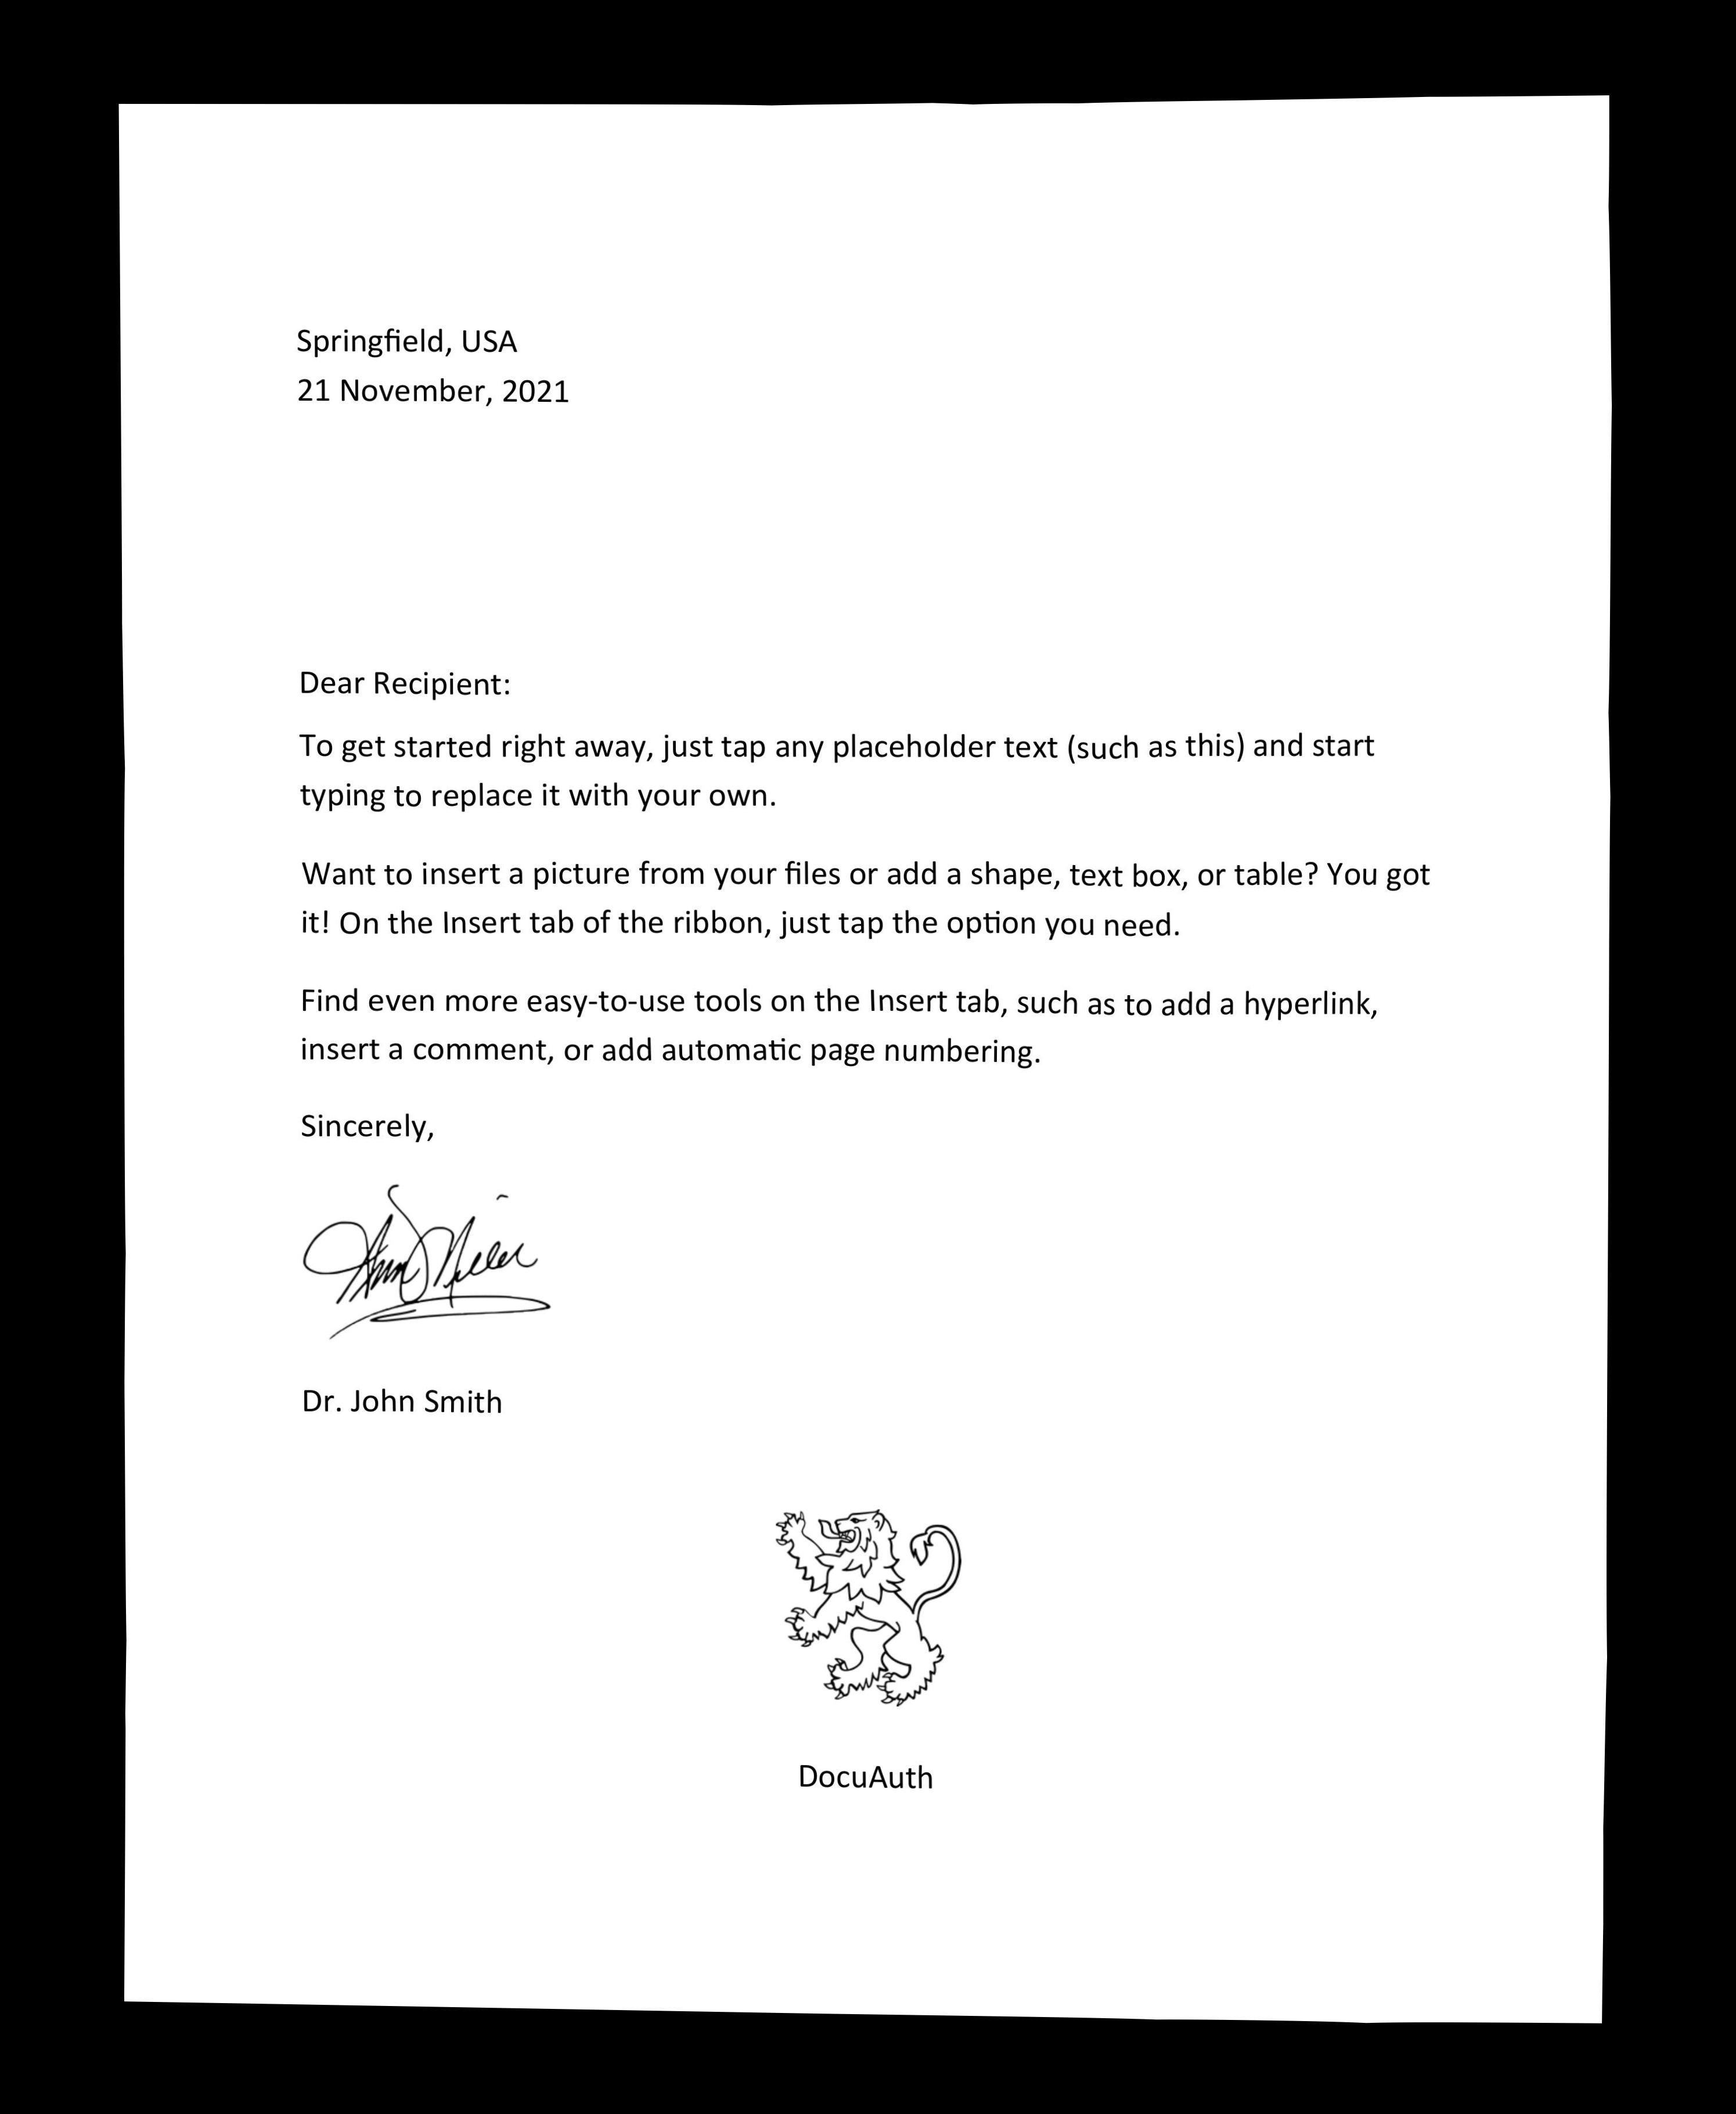 Springfield, USA
21 November, 2021
Dear Recipient:
To get started right away, just tap any placeholder text (such as this) and start
typing to replace it with your own.
Want to insert a picture from your files or add a shape, text box, or table? You got
it! On the Insert tab of the ribbon, just tap the option you need.
Find even more easy-to-use tools on the Insert tab, such as to add a hyperlink,
insert a comment, or add automatic page numbering.
Sincerely,
Dr. John Smith
DocuAuth